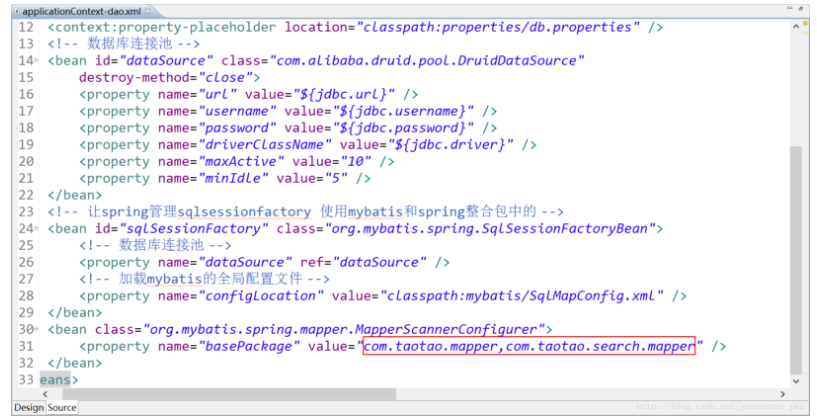 applicationContext-dao.xml
12 <context:property-placeholder location="classpath:properties/db.properties" />
13 <!-- 数据库连接池 -->
14 <bean id="dataSource" class="com.alibaba.druid.pool.DruidDataSource"
15 destroy-method="close">
16 <property name="url" value="${jdbc.url}" />
17 <property name="username" value="${jdbc.username}" />
18 <property name="password" value="${jdbc.password}" />
19 <property name="driverClassName" value="${jdbc.driver}" />
20 <property name="maxActive" value="10" />
21 <property name="minIdle" value="5" />
22 </bean>
23 <!-- 让spring管理sqlsessionfactory 使用mybatis和spring整合包中的 -->
24 <bean id="sqlSessionFactory" class="org.mybatis.spring.SqlSessionFactoryBean">
25 <!-- 数据库连接池 -->
26 <property name="dataSource" ref="dataSource" />
27 <!-- 加载mybatis的全局配置文件 -->
28 <property name="configLocation" value="classpath:mybatis/SqlMapConfig.xml" />
29 </bean>
30 <bean class="org.mybatis.spring.mapper.MapperScannerConfigurer">
31 <property name="basePackage" value="com.taotao.mapper,com.taotao.search.mapper" />
32 </bean>
33 eans>
Design Source